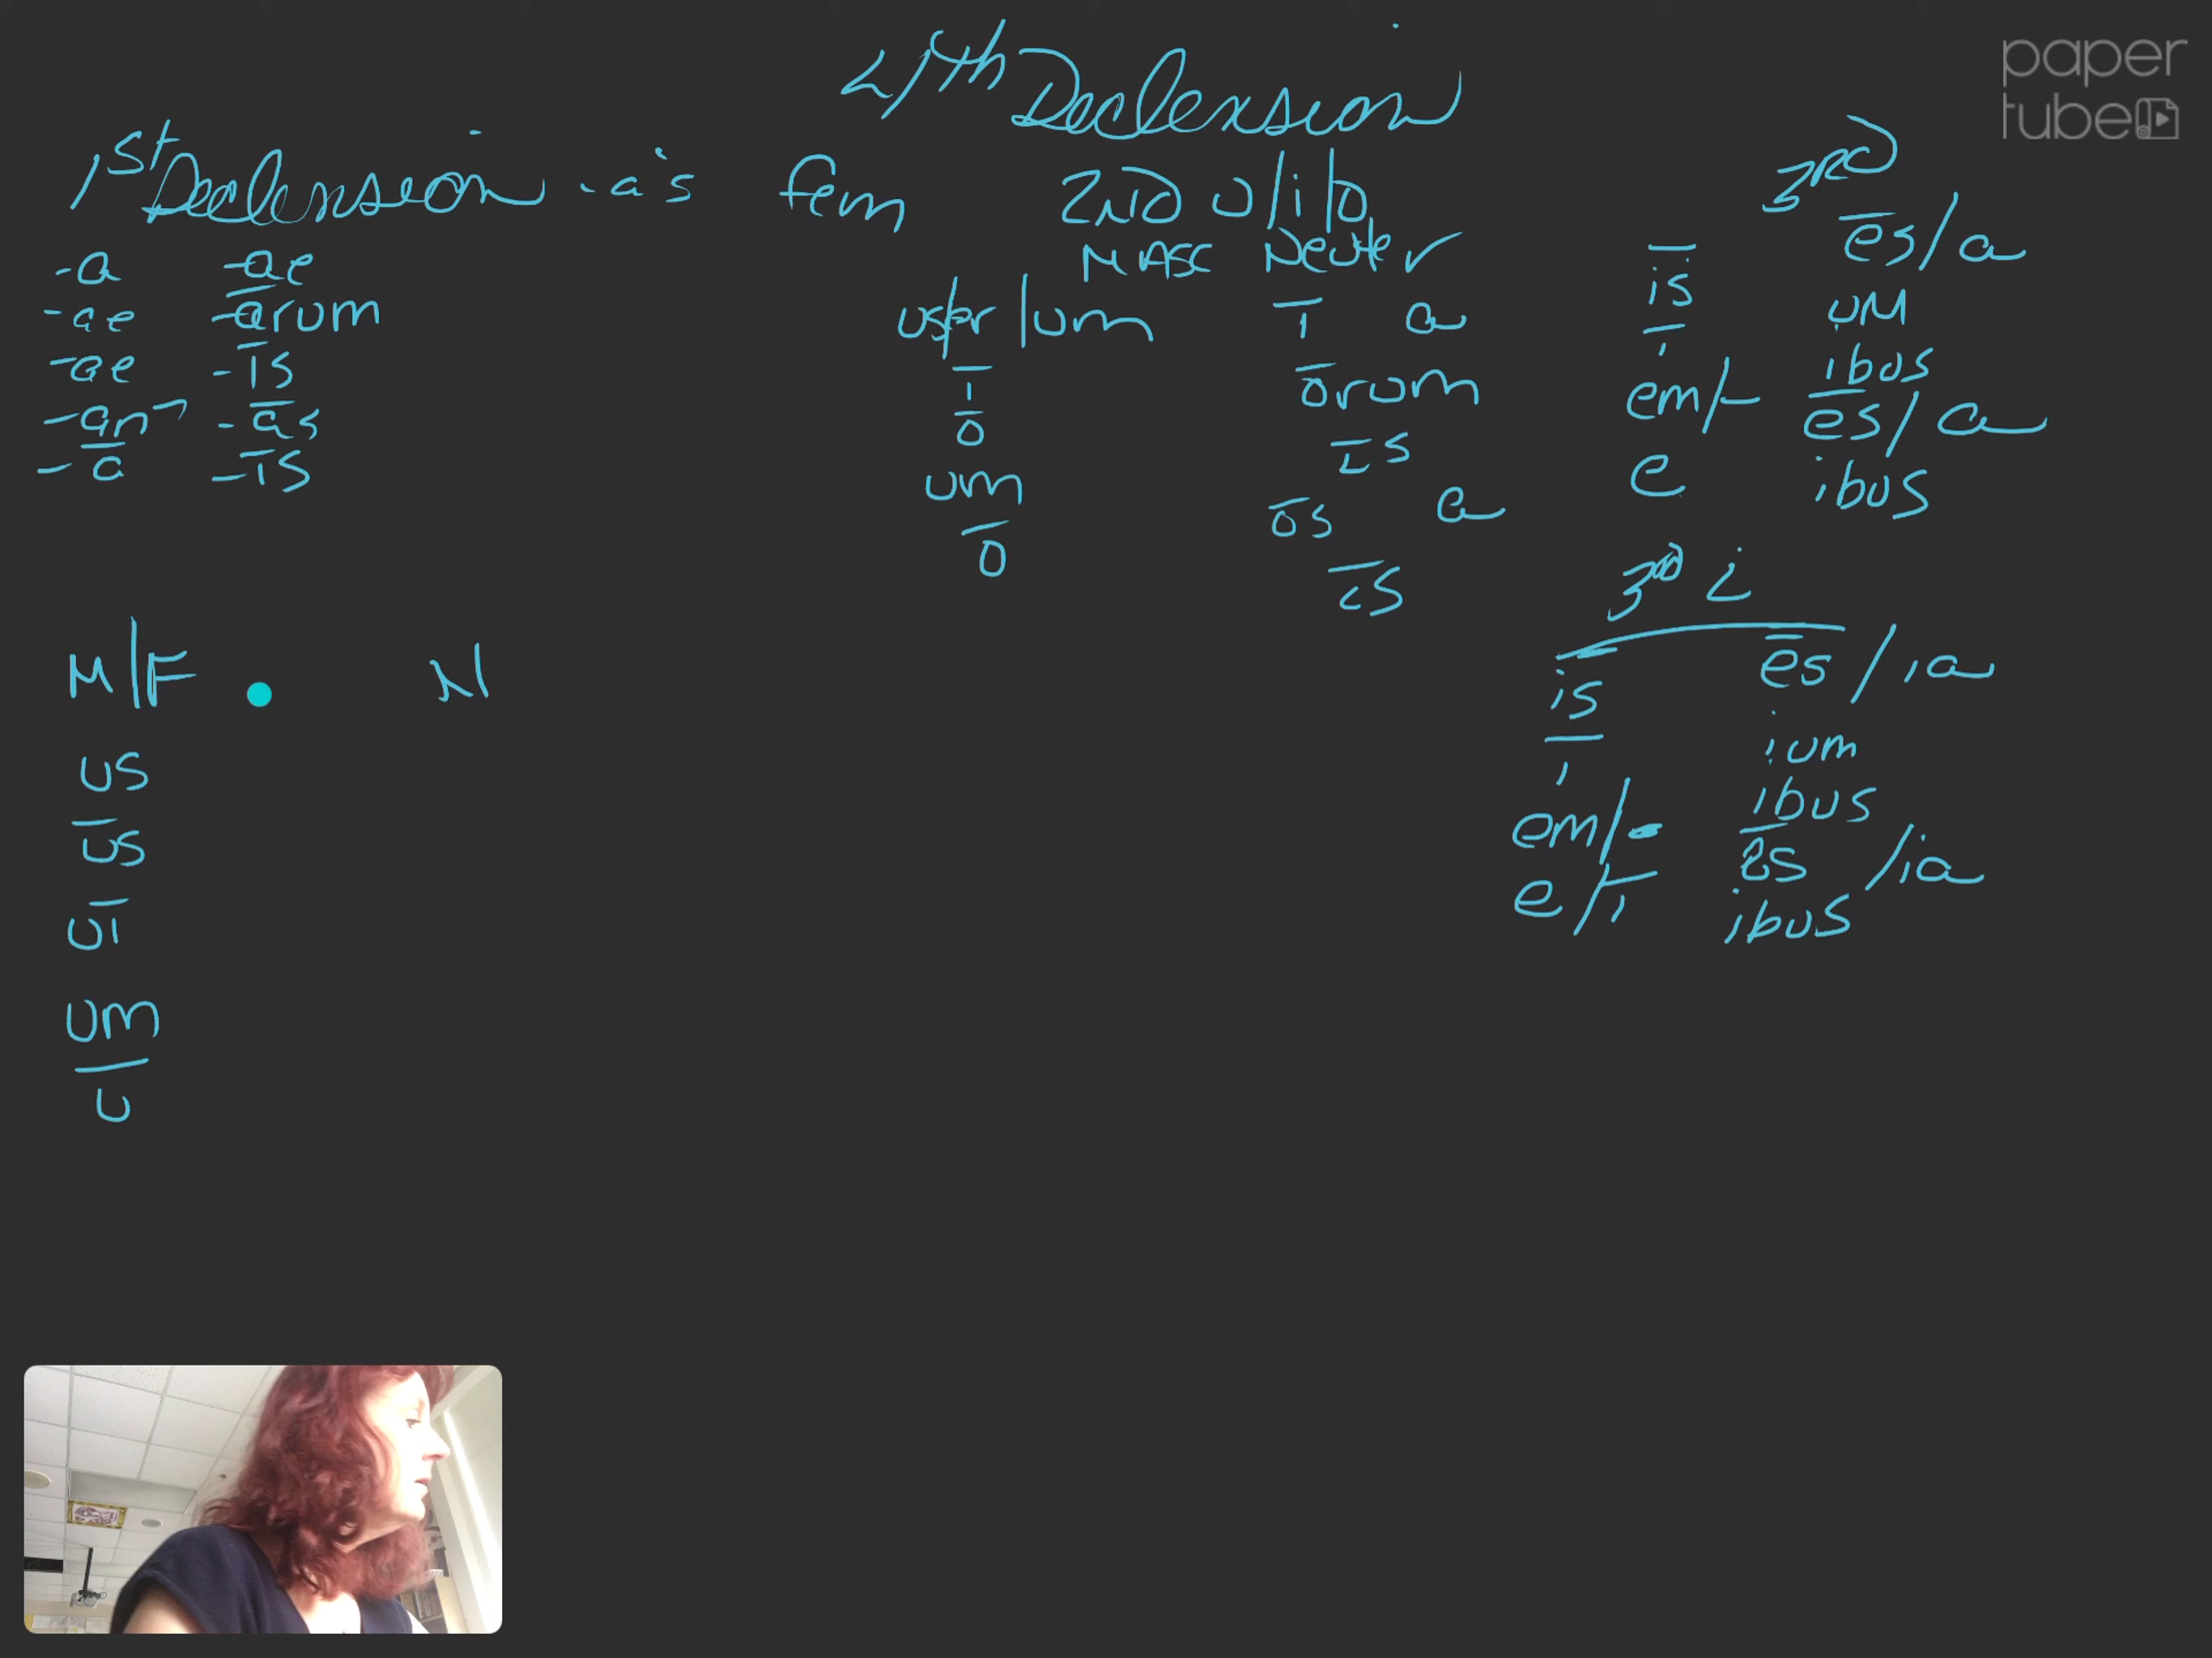 4th Declension
paper
tube
1st Declension -a's fem
-a -ae
-ae -ārum
-ae -īs
-am -ās
-ā -īs
2ND U/i/o
MASC Neuter
us/er/um ī a
ī ōrum
ō īs
um ōs a
ō īs
3RD
— ēs/a
is uM
ī ibus
em/- ēs/a
e ibus
3RD i
— ēs/ia
is ium
ī ibus
em/- ēs/ia
e/ī ibus
M/F N
us
ūs
uī
um
ū